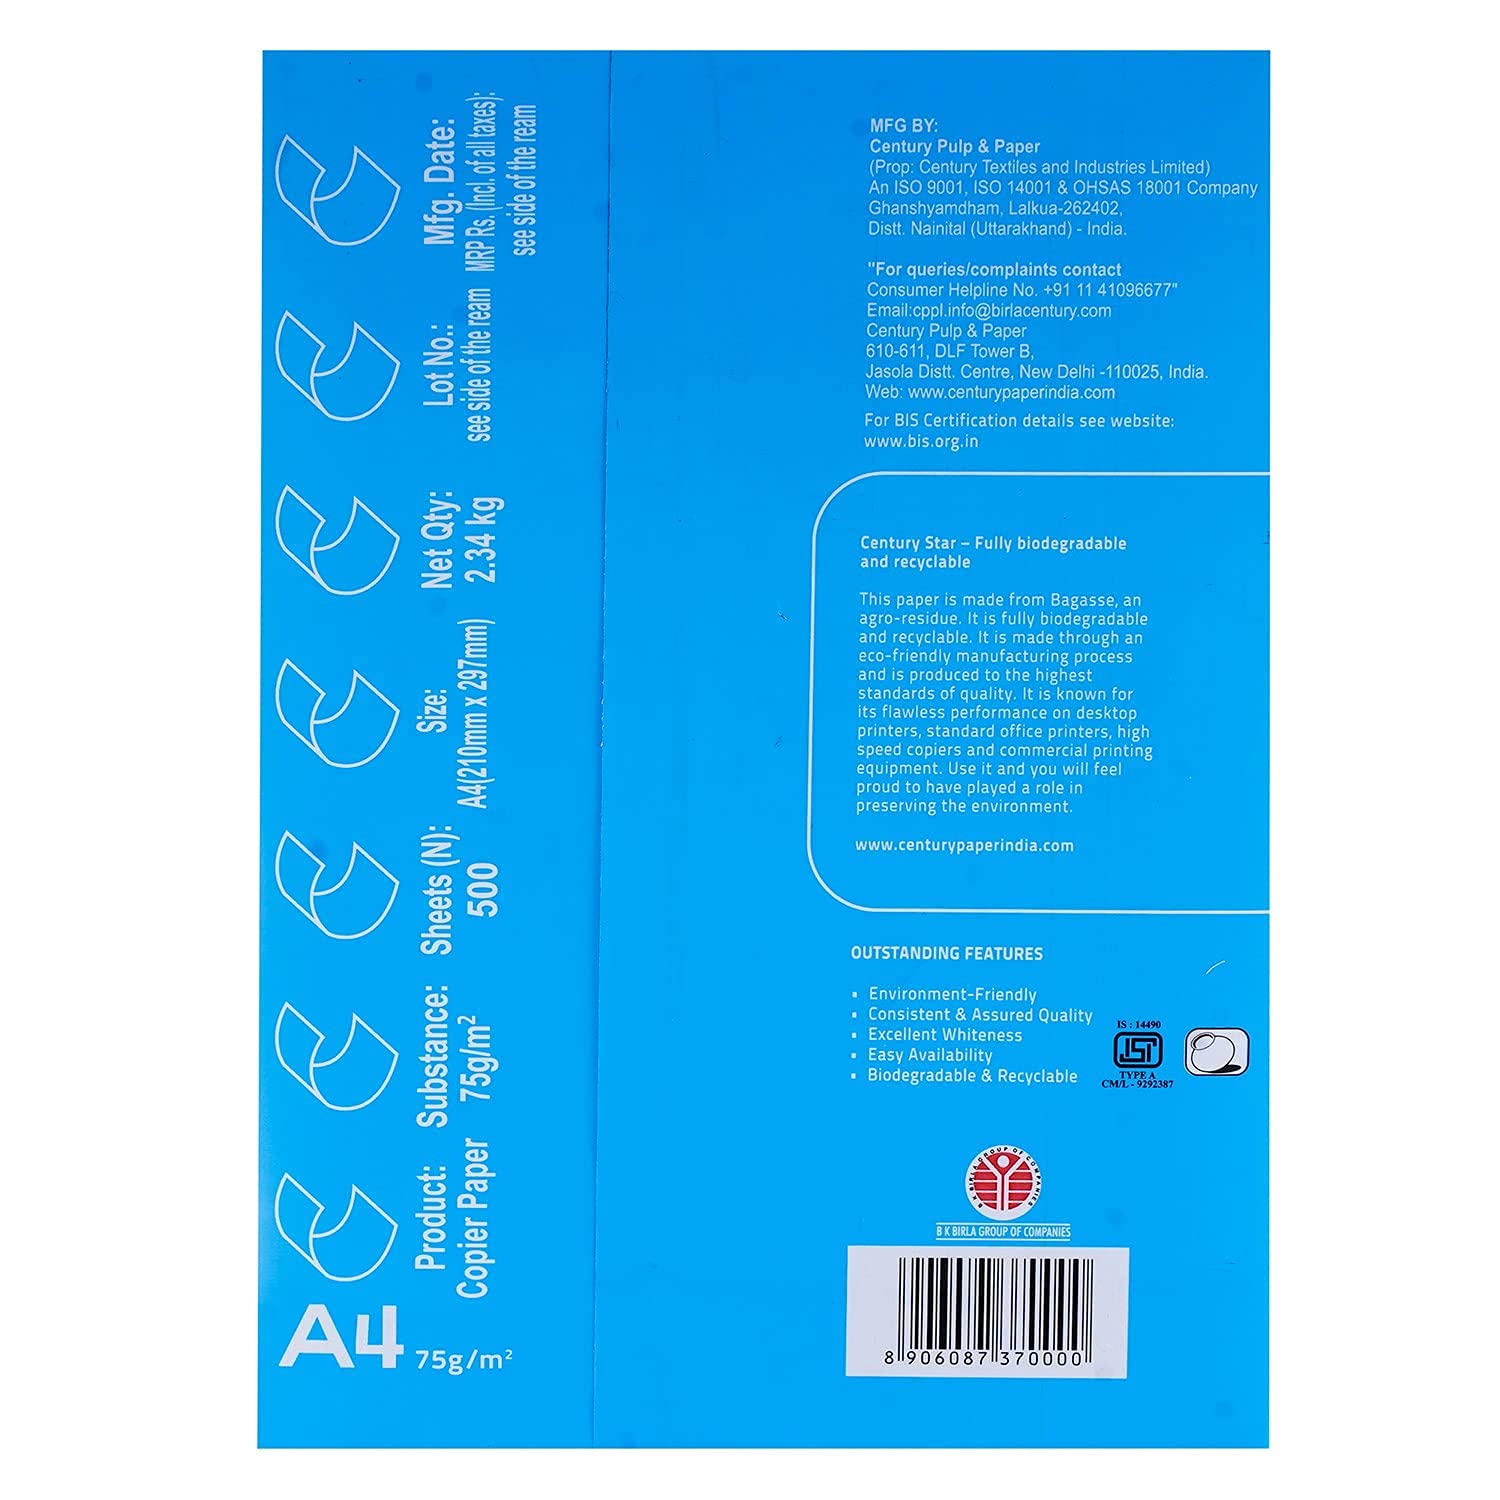 Mfg. Date:
MRP Rs. (Incl. of all taxes):
see side of the ream
Lot No.:
see side of the ream
Net Qty:
2.34 kg
Size:
A4(210mm x 297mm)
Sheets (N):
500
Substance:
75g/m²
Product:
Copier Paper
A4 75g/m²
MFG BY:
Century Pulp & Paper
(Prop: Century Textiles and Industries Limited)
An ISO 9001, ISO 14001 & OHSAS 18001 Company
Ghanshyamdham, Lalkua-262402,
Distt. Nainital (Uttarakhand) - India.
"For queries/complaints contact
Consumer Helpline No. +91 11 41096677"
Email:cppl.info@birlacentury.com
Century Pulp & Paper
610-611, DLF Tower B,
Jasola Distt. Centre, New Delhi -110025, India.
Web: www.centurypaperindia.com
For BIS Certification details see website:
www.bis.org.in
Century Star – Fully biodegradable
and recyclable
This paper is made from Bagasse, an
agro-residue. It is fully biodegradable
and recyclable. It is made through an
eco-friendly manufacturing process
and is produced to the highest
standards of quality. It is known for
its flawless performance on desktop
printers, standard office printers, high
speed copiers and commercial printing
equipment. Use it and you will feel
proud to have played a role in
preserving the environment.
www.centurypaperindia.com
OUTSTANDING FEATURES
▪ Environment-Friendly
▪ Consistent & Assured Quality
▪ Excellent Whiteness
▪ Easy Availability
▪ Biodegradable & Recyclable
IS : 14490
ISI
TYPE A
CM/L - 9292387
B K BIRLA GROUP OF COMPANIES
B K BIRLA GROUP OF COMPANIES
8 906087 370000